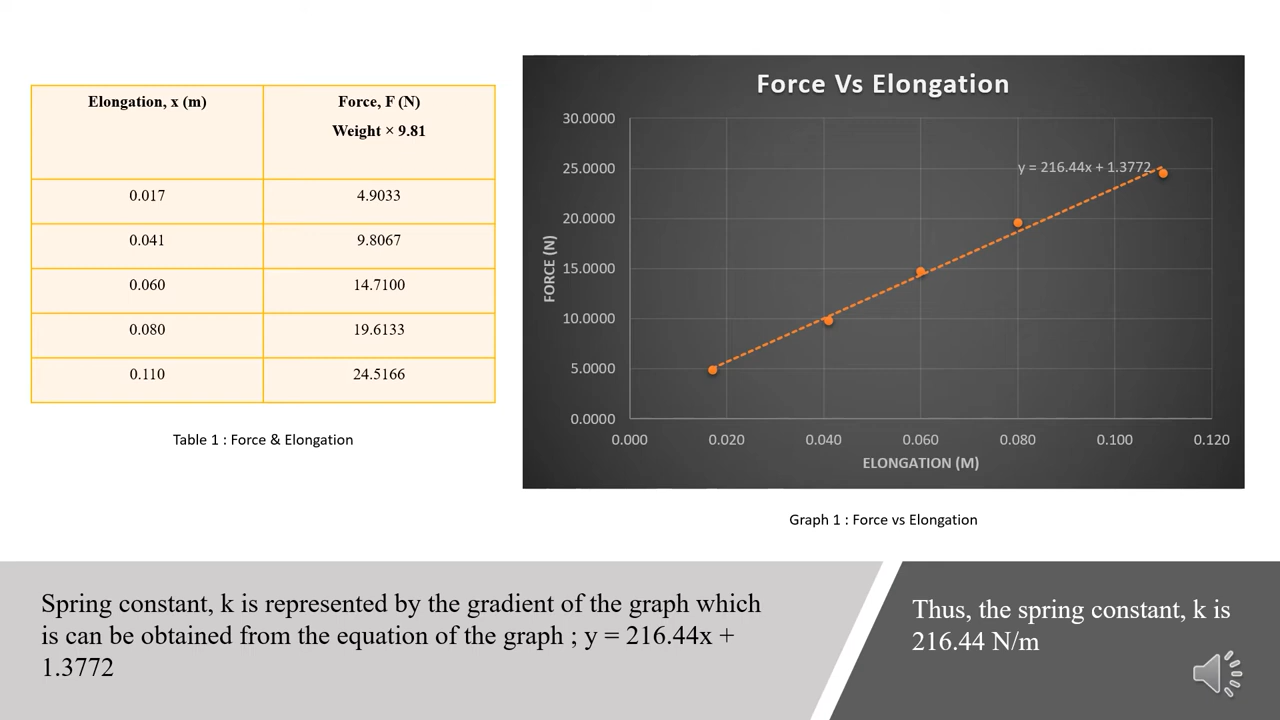 Elongation, x (m)
Force, F (N)
Weight × 9.81
0.017
4.9033
0.041
9.8067
0.060
14.7100
0.080
19.6133
0.110
24.5166
Table 1 : Force & Elongation
Force Vs Elongation
30.0000
25.0000
20.0000
15.0000
10.0000
5.0000
0.0000
FORCE (N)
y = 216.44x + 1.3772
0.000
0.020
0.040
0.060
0.080
0.100
0.120
ELONGATION (M)
Graph 1 : Force vs Elongation
Spring constant, k is represented by the gradient of the graph which
is can be obtained from the equation of the graph ; y = 216.44x +
1.3772
Thus, the spring constant, k is
216.44 N/m